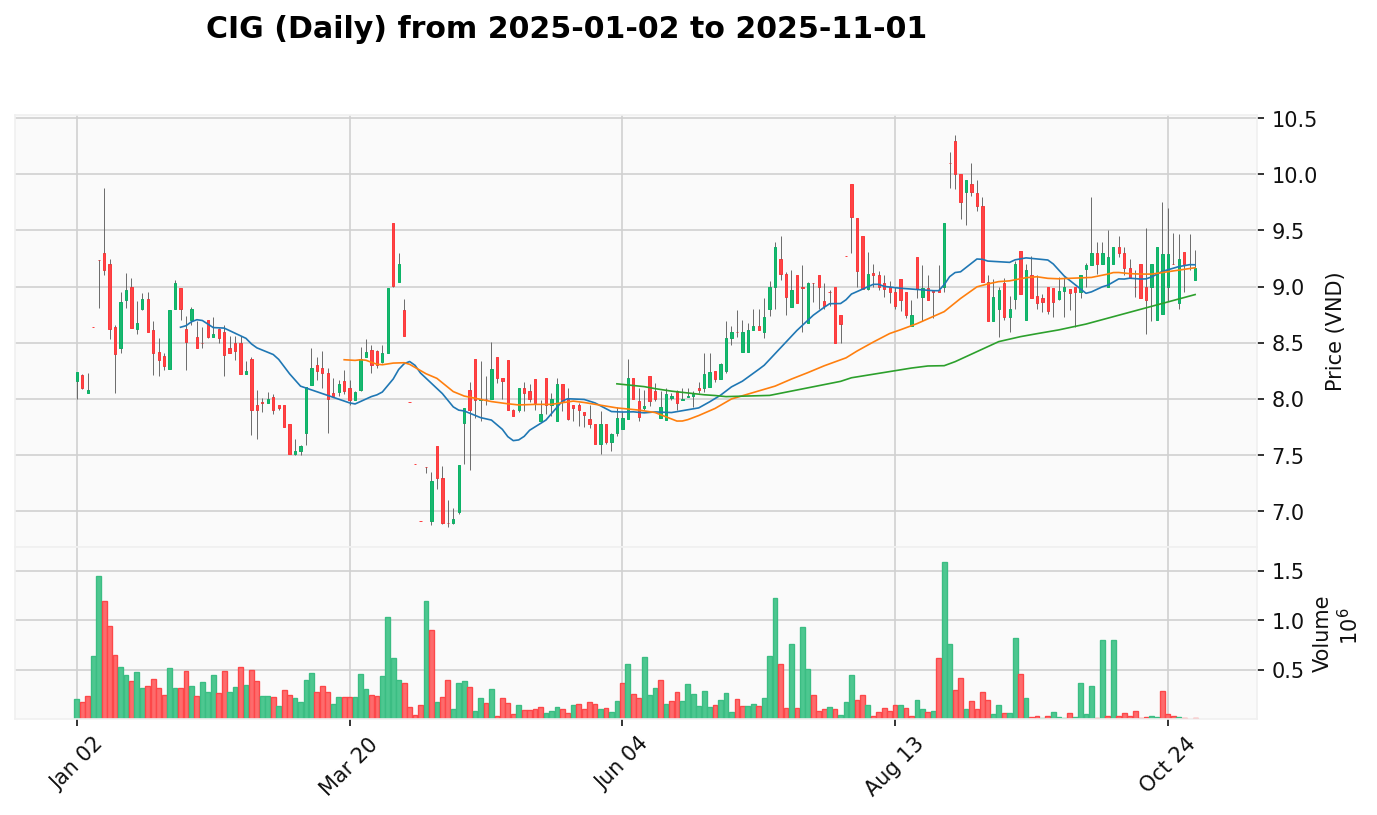 CIG (Daily) from 2025-01-02 to 2025-11-01
10.5
10.0
9.5
9.0
8.5
8.0
7.5
7.0
Price (VND)
1.5
1.0
0.5
Volume
10^6
Jan 02
Mar 20
Jun 04
Aug 13
Oct 24